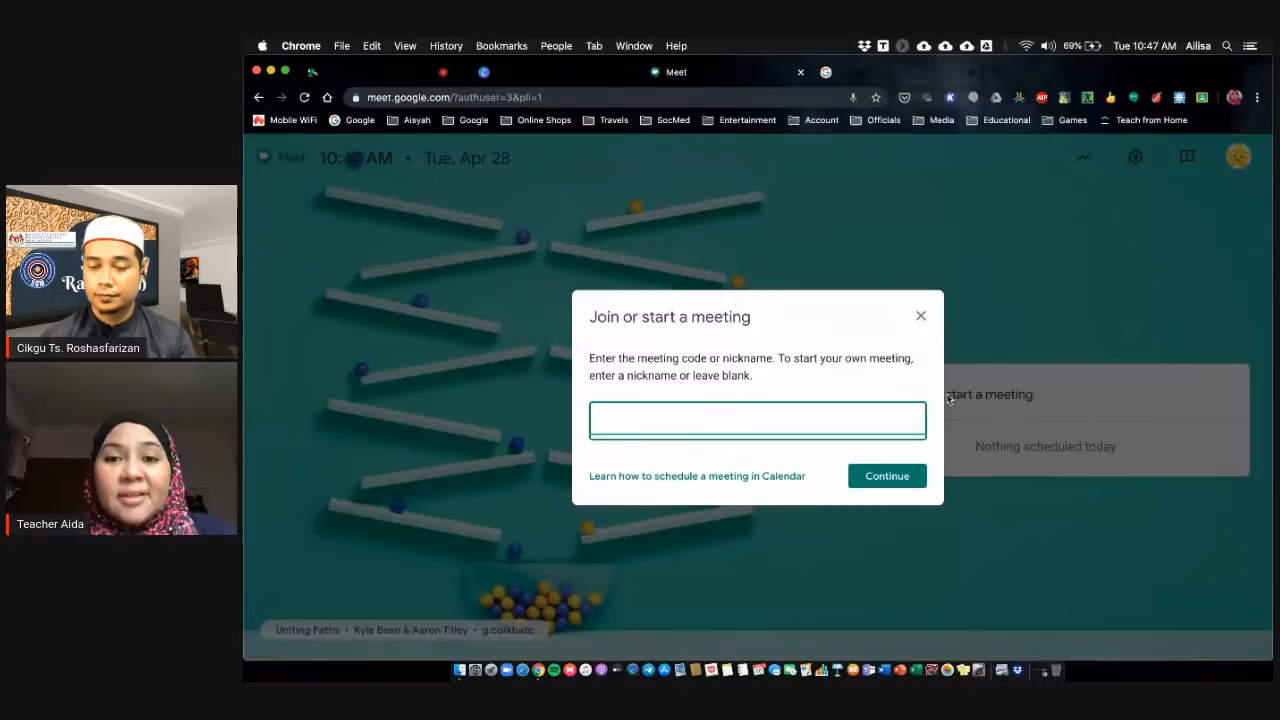 Chrome File Edit View History Bookmarks People Tab Window Help 69% Tue 10:47 AM Ailisa
Meet
meet.google.com/?authuser=3&pli=1
Mobile WiFi Google Aisyah Google Online Shops Travels SocMed Entertainment Account Officials Media Educational Games Teach from Home
Meet 10:47 AM • Tue, Apr 28
Join or start a meeting
Enter the meeting code or nickname. To start your own meeting,
enter a nickname or leave blank.
start a meeting
Nothing scheduled today
Learn how to schedule a meeting in Calendar
Continue
Uniting Paths • Kyle Bean & Aaron Tilley • g.co/kbatc
Cikgu Ts. Roshasfarizan
Teacher Aida